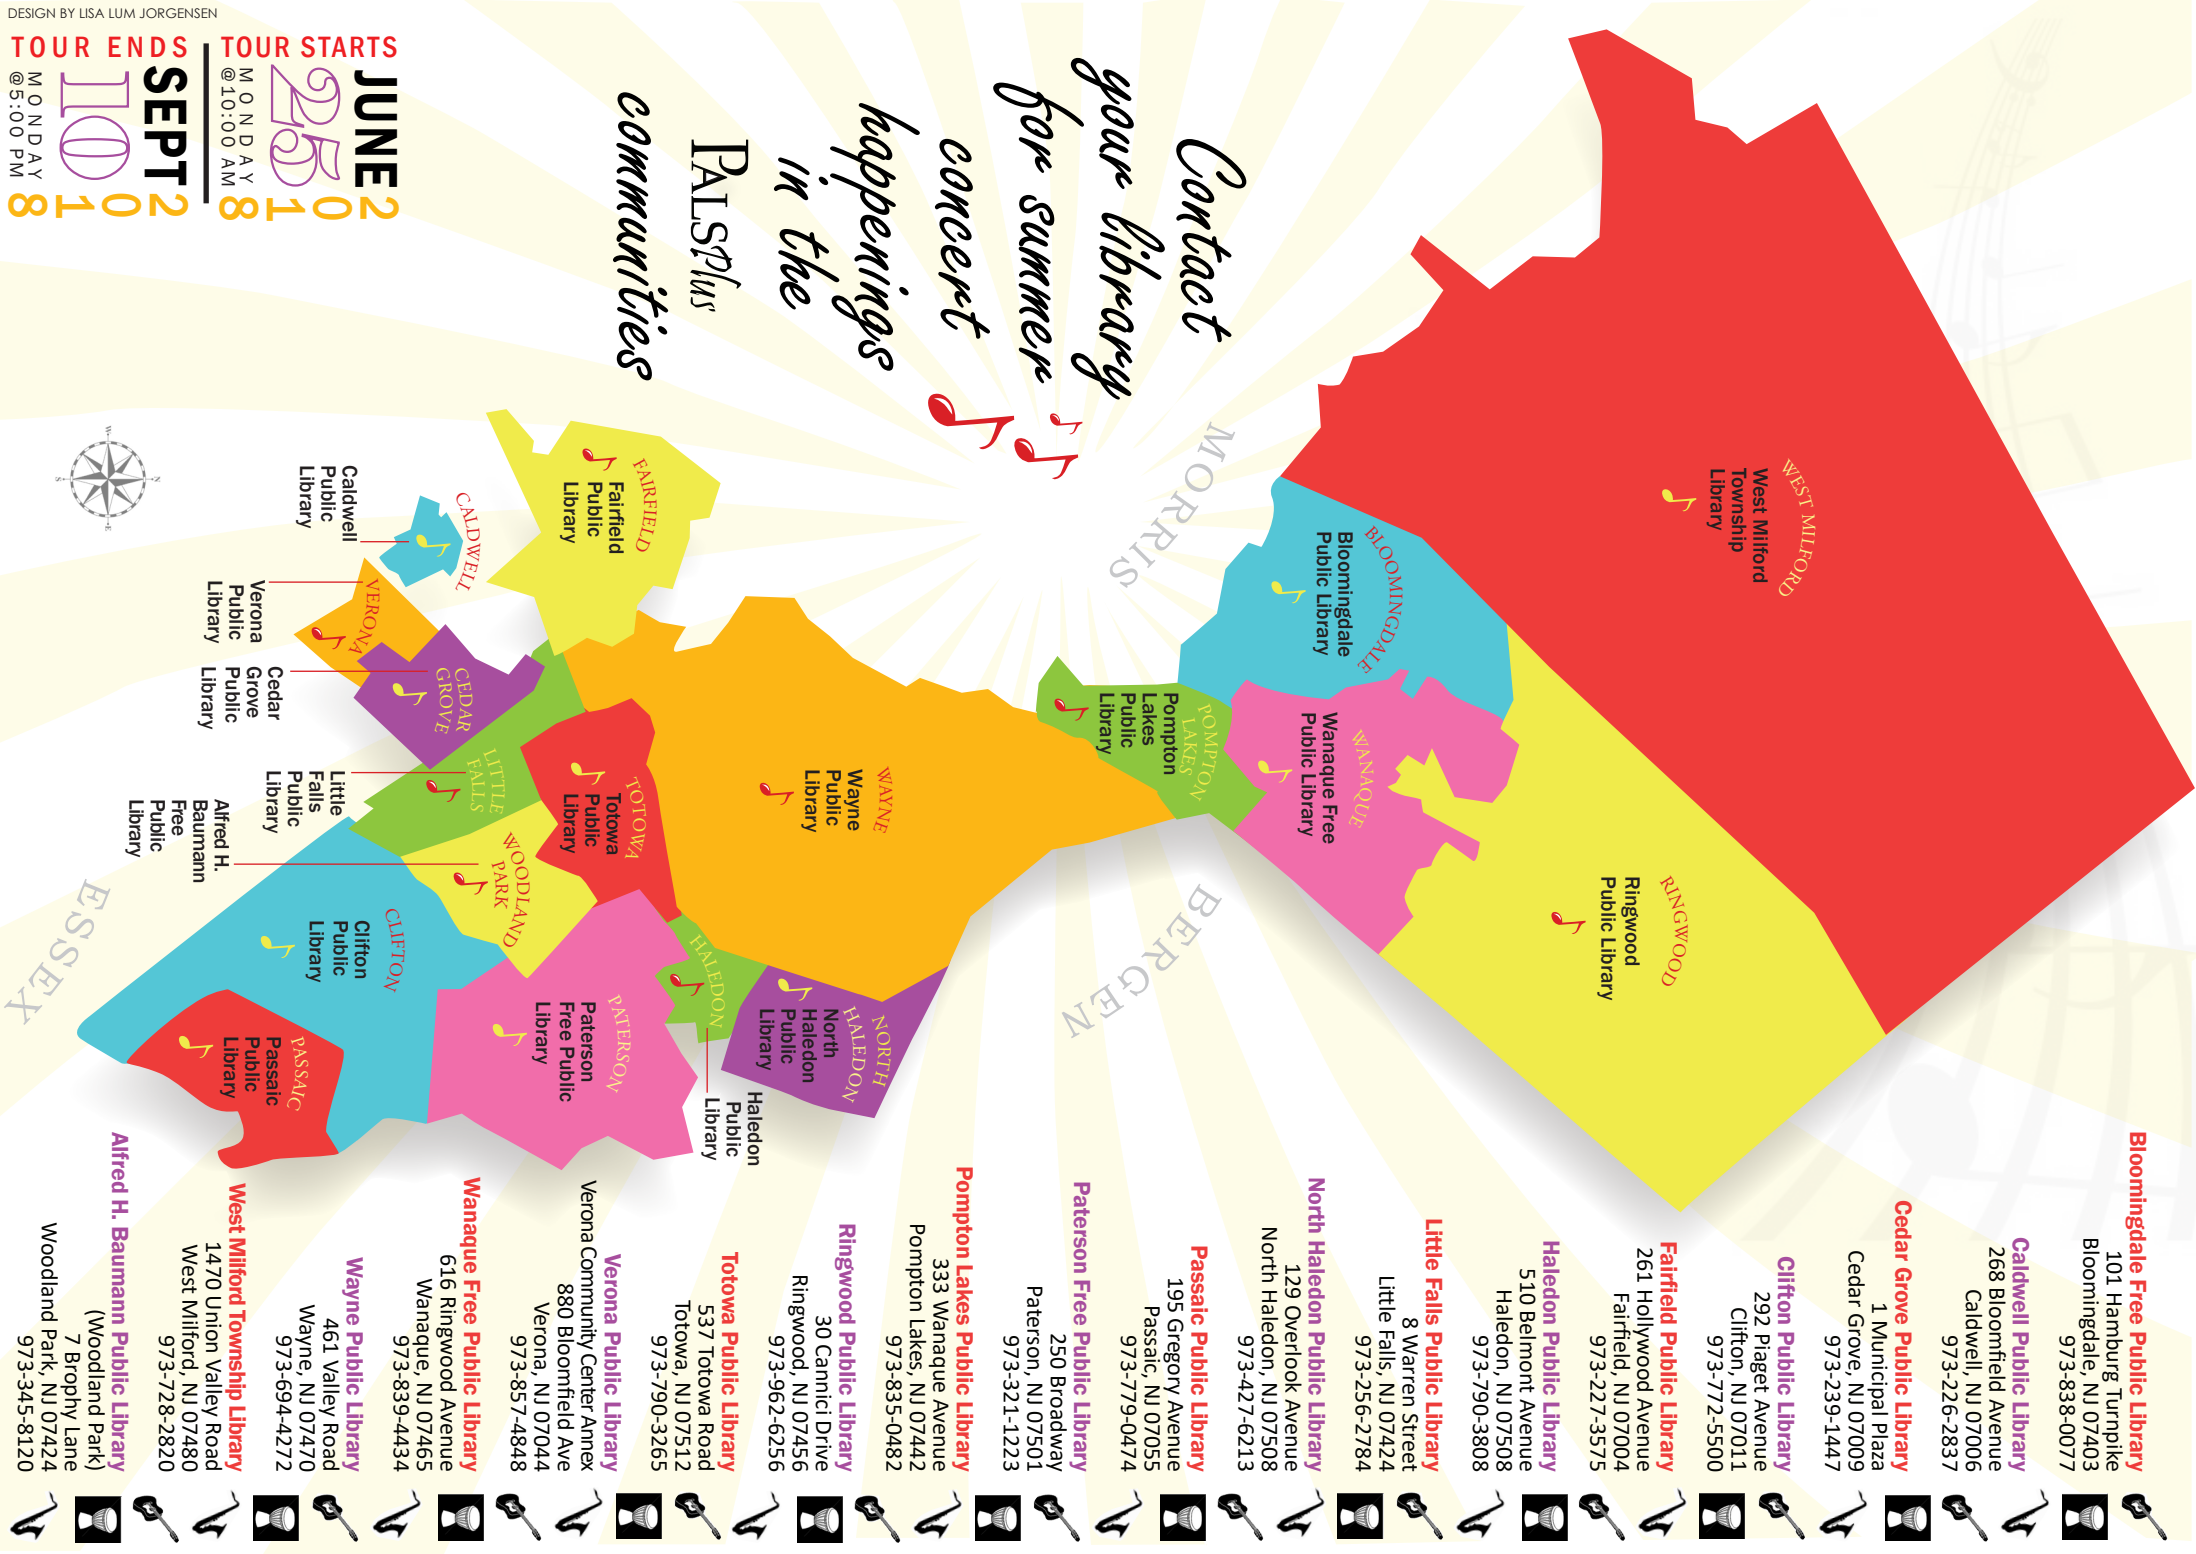 DESIGN BY LISA LUM JORGENSEN
TOUR STARTS
JUNE
25
2018
MONDAY
@10:00 AM
TOUR ENDS
SEPT
10
2018
MONDAY
@5:00 PM
Contact
your library
for summer
concert
happenings
in the
PALSPlus
communities
MORRIS
BERGEN
ESSEX
WEST MILFORD
West Milford
Township
Library
RINGWOOD
Ringwood
Public Library
BLOOMINGDALE
Bloomingdale
Public Library
WANAQUE
Wanaque Free
Public Library
POMPTON
LAKES
Pompton
Lakes
Public
Library
WAYNE
Wayne
Public
Library
NORTH
HALEDON
North
Haledon
Public
Library
HALEDON
Haledon
Public
Library
FAIRFIELD
Fairfield
Public
Library
TOTOWA
Totowa
Public
Library
PATERSON
Paterson
Free Public
Library
WOODLAND
PARK
Alfred H.
Baumann
Free
Public
Library
LITTLE
FALLS
Little
Falls
Public
Library
CALDWELL
Caldwell
Public
Library
CEDAR
GROVE
Cedar
Grove
Public
Library
VERONA
Verona
Public
Library
CLIFTON
Clifton
Public
Library
PASSAIC
Passaic
Public
Library
W
N
S
E
Bloomingdale Free Public Library
101 Hamburg Turnpike
Bloomingdale, NJ 07403
973-838-0077
Caldwell Public Library
268 Bloomfield Avenue
Caldwell, NJ 07006
973-226-2837
Cedar Grove Public Library
1 Municipal Plaza
Cedar Grove, NJ 07009
973-239-1447
Clifton Public Library
292 Piaget Avenue
Clifton, NJ 07011
973-772-5500
Fairfield Public Library
261 Hollywood Avenue
Fairfield, NJ 07004
973-227-3575
Haledon Public Library
510 Belmont Avenue
Haledon, NJ 07508
973-790-3808
Little Falls Public Library
8 Warren Street
Little Falls, NJ 07424
973-256-2784
North Haledon Public Library
129 Overlook Avenue
North Haledon, NJ 07508
973-427-6213
Passaic Public Library
195 Gregory Avenue
Passaic, NJ 07055
973-779-0474
Paterson Free Public Library
250 Broadway
Paterson, NJ 07501
973-321-1223
Pompton Lakes Public Library
333 Wanaque Avenue
Pompton Lakes, NJ 07442
973-835-0482
Ringwood Public Library
30 Cannici Drive
Ringwood, NJ 07456
973-962-6256
Totowa Public Library
537 Totowa Road
Totowa, NJ 07512
973-790-3265
Verona Public Library
Verona Community Center Annex
880 Bloomfield Ave
Verona, NJ 07044
973-857-4848
Wanaque Free Public Library
616 Ringwood Avenue
Wanaque, NJ 07465
973-839-4434
Wayne Public Library
461 Valley Road
Wayne, NJ 07470
973-694-4272
West Milford Township Library
1470 Union Valley Road
West Milford, NJ 07480
973-728-2820
Alfred H. Baumann Public Library
(Woodland Park)
7 Brophy Lane
Woodland Park, NJ 07424
973-345-8120